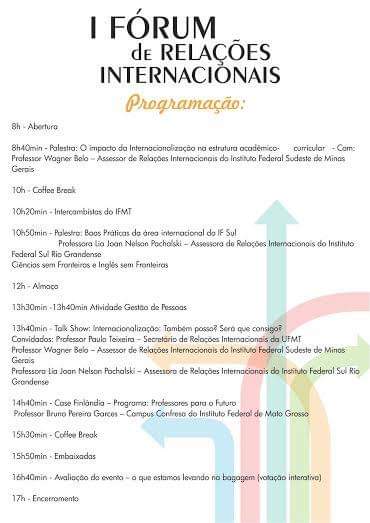 I FÓRUM
DE RELAÇÕES
INTERNACIONAIS
Programação:
8h - Abertura
8h40min - Palestra: O impacto da Internacionalização na estrutura acadêmico- curricular - Com:
Professor Wagner Belo – Assessor de Relações Internacionais do Instituto Federal Sudeste de Minas
Gerais
10h - Coffee Break
10h20min - Intercambistas do IFMT
10h50min - Palestra: Boas Práticas da área internacional do IF Sul
Professora Lia Joan Nelson Pachalski – Assessora de Relações Internacionais do Instituto
Federal Sul Rio Grandense
Ciências sem Fronteiras e Inglês sem Fronteiras
12h - Almoço
13h30min -13h40min Atividade Gestão de Pessoas
13h40min - Talk Show: Internacionalização: Também posso? Será que consigo?
Convidados: Professor Paulo Teixeira – Secretário de Relações Internacionais da UFMT
Professor Wagner Belo – Assessor de Relações Internacionais do Instituto Federal Sudeste de Minas
Gerais
Professora Lia Joan Nelson Pachalski – Assessora de Relações Internacionais do Instituto Federal Sul Rio
Grandense
14h40min - Case Finlândia – Programa: Professores para o Futuro
Professor Bruno Pereira Garces – Campus Confresa do Instituto Federal de Mato Grosso
15h30min - Coffee Break
15h50min - Embaixadas
16h40min - Avaliação do evento – o que estamos levando na bagagem (votação interativa)
17h - Encerramento